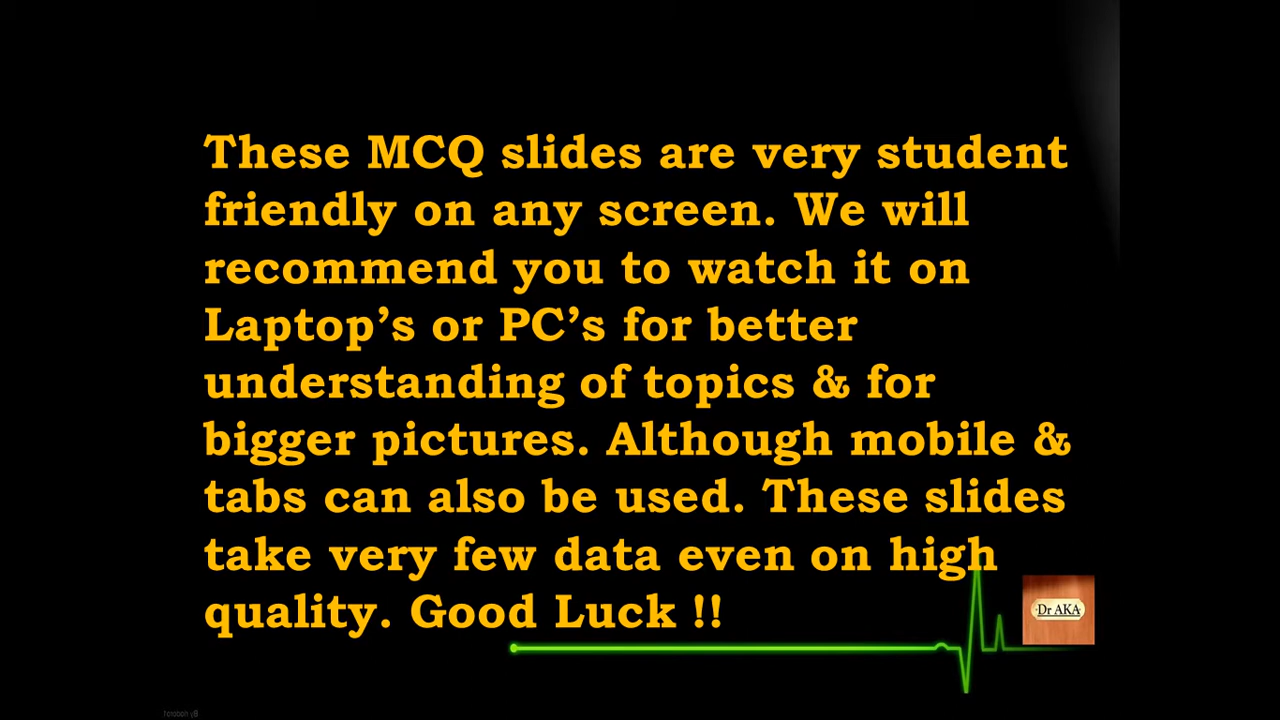 These MCQ slides are very student
friendly on any screen. We will
recommend you to watch it on
Laptop’s or PC’s for better
understanding of topics & for
bigger pictures. Although mobile &
tabs can also be used. These slides
take very few data even on high
quality. Good Luck !!
Dr AKA